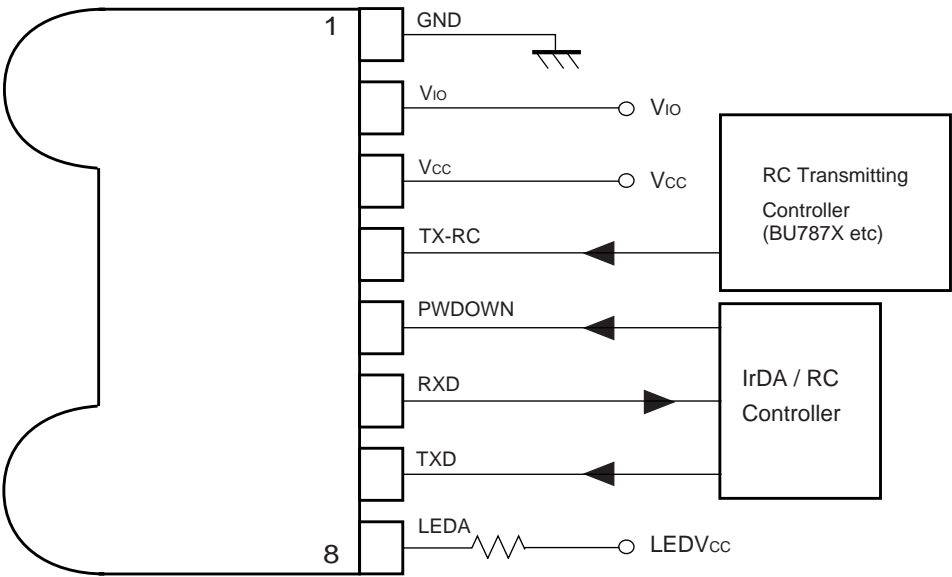 1
GND
VIO
VIO
VCC
VCC
TX-RC
RC Transmitting
Controller
(BU787X etc)
PWDOWN
RXD
IrDA / RC
Controller
TXD
LEDA
LEDVCC
8